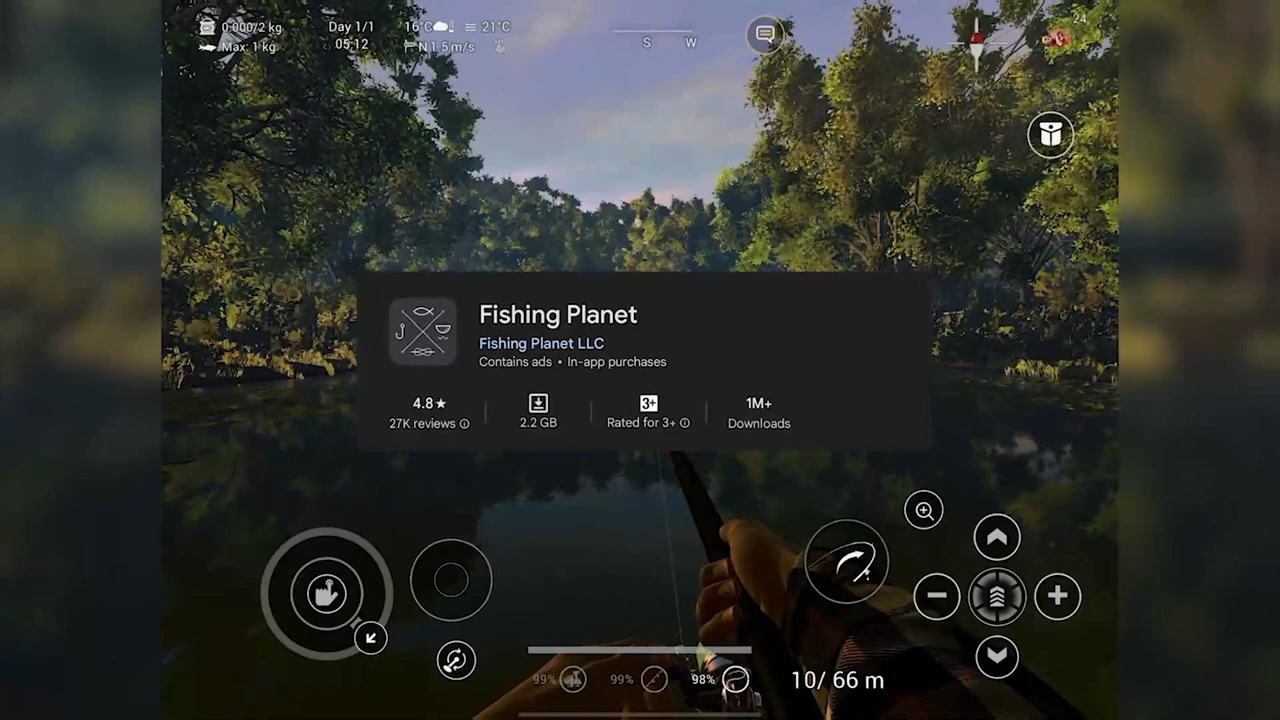 0.000/2 kg
Max: 1 kg
Day 1/1
05:12
16°C 21°C
N 1.5 m/s
S W
24
Fishing Planet
Fishing Planet LLC
Contains ads • In-app purchases
4.8★
27K reviews
2.2 GB
3+
Rated for 3+
1M+
Downloads
99% 99% 98%
10/ 66 m